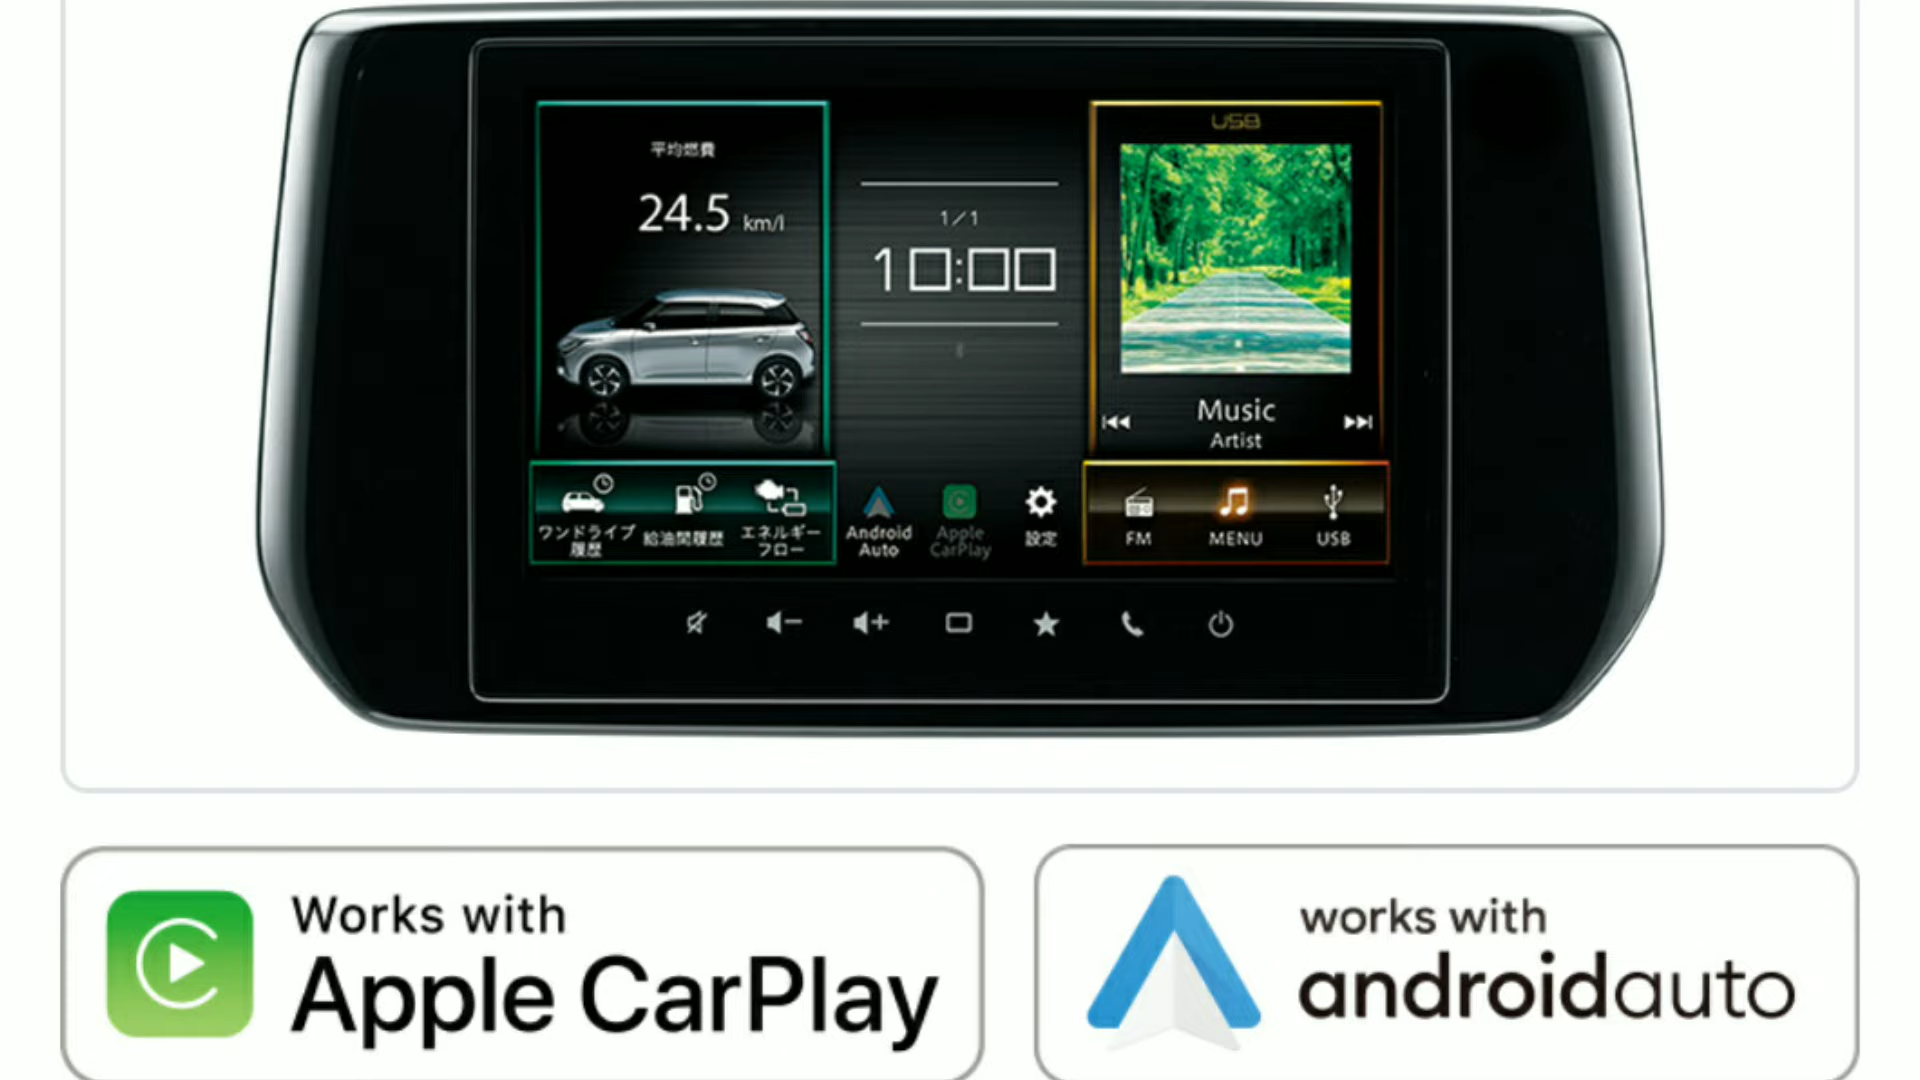 平均燃費
24.5 km/l
1/1
10:00
USB
Music
Artist
ワンドライブ
履歴
給油間履歴
エネルギー
フロー
Android
Auto
Apple
CarPlay
設定
FM
MENU
USB
Works with
Apple CarPlay
works with
androidauto